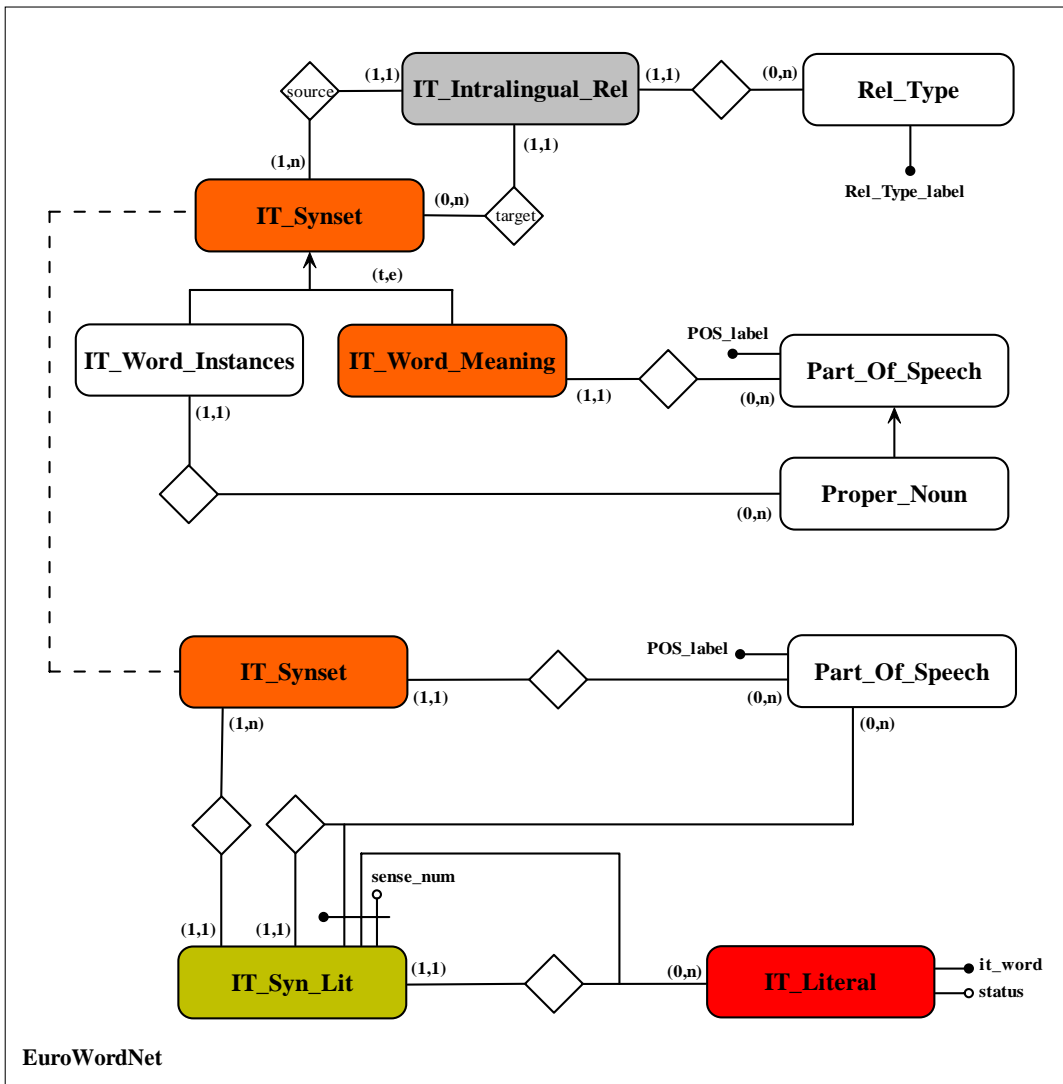 (1,1)
IT_Intralingual_Rel
(1,1)
(0,n)
Rel_Type
source
(1,1)
(1,n)
Rel_Type_label
IT_Synset
(0,n)
target
(t,e)
IT_Word_Instances
IT_Word_Meaning
POS_label
Part_Of_Speech
(1,1)
(1,1)
(0,n)
Proper_Noun
(0,n)
IT_Synset
POS_label
Part_Of_Speech
(1,1)
(0,n)
(1,n)
(0,n)
sense_num
(1,1)
(1,1)
IT_Syn_Lit
(1,1)
(0,n)
IT_Literal
it_word
status
EuroWordNet